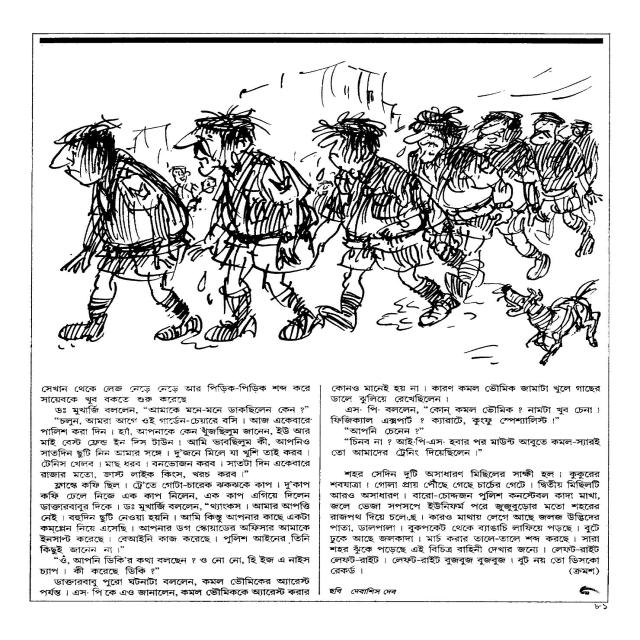 সেখান থেকে লেজ নেড়ে নেড়ে আর পিড়িক-পিড়িক শব্দ করে
সায়েবকে খুব বকতে শুরু করেছে
ডঃ মুখার্জি বললেন, “আমাকে মনে-মনে ডাকছিলেন কেন ?”
“চলুন, আমরা আগে ওই গার্ডেন-চেয়ারে বসি । আজ একেবারে
পালিশ করা দিন । হ্যাঁ, আপনাকে কেন খুঁজছিলুম জানেন, ইউ আর
মাই বেস্ট ফ্রেন্ড ইন দিস টাউন । আমি ভাবছিলুম কী, আপনিও
সাতদিন ছুটি নিন আমার সঙ্গে । দু'জনে মিলে যা খুশি তাই করব ।
টেনিস খেলব । মাছ ধরব । বনভোজন করব । সাতটা দিন একেবারে
রাজার মতো, জাস্ট লাইক কিংস, খরচ করব ।”
ফ্লাস্কে কফি ছিল । ট্রে'তে গোটা-চারেক ঝকঝকে কাপ । দু'কাপ
কফি ঢেলে নিজে এক কাপ নিলেন, এক কাপ এগিয়ে দিলেন
ডাক্তারবাবুর দিকে । ডঃ মুখার্জি বললেন, “থ্যাংকস । আমার আপত্তি
নেই । বহুদিন ছুটি নেওয়া হয়নি । আমি কিন্তু আপনার কাছে একটা
কমপ্লেন নিয়ে এসেছি । আপনার ডগ স্কোয়াডের অফিসার আমাকে
ইনসাল্ট করেছে । বেআইনি কাজ করেছে । পুলিশ আইনের তিনি
কিছুই জানেন না ।”
“ওঁ, আপনি ডিকি'র কথা বলছেন ? ও নো নো, হি ইজ এ নাইস
চ্যাপ । কী করেছে ডিকি ?”
ডাক্তারবাবু পুরো ঘটনাটা বললেন, কমল ভৌমিকের অ্যারেস্ট
পর্যন্ত । এস· পি কে এও জানালেন, কমল ভৌমিককে অ্যারেস্ট করার
কোনও মানেই হয় না । কারণ কমল ভৌমিক জামাটা খুলে গাছের
ডালে ঝুলিয়ে রেখেছিলেন ।
এস· পি· বললেন, “কোন্ কমল ভৌমিক ? নামটা খুব চেনা ।
ফিজিক্যাল এক্সপার্ট ? ক্যারাটে, কুংফু স্পেশ্যালিস্ট !”
“আপনি চেনেন ?”
“চিনব না ? আই·পি·এস· হবার পর মাউন্ট আবুতে কমল-স্যারই
তো আমাদের ট্রেনিং দিয়েছিলেন ।”
শহর সেদিন দুটি অসাধারণ মিছিলের সাক্ষী হল । কুকুরের
শবযাত্রা । গোলা প্রায় পৌঁছে গেছে চার্চের গেটে । দ্বিতীয় মিছিলটি
আরও অসাধারণ । বারো-চোদ্দজন পুলিশ কনস্টেবল কাদা মাখা,
জলে ভেজা সপসপে ইউনিফর্ম পরে জুজুবুড়োর মতো শহরের
রাজপথ দিয়ে চলেছে । কারও মাথায় লেগে আছে জলজ উদ্ভিদের
পাতা, ডালপালা । বুকপকেট থেকে ব্যাঙাচি লাফিয়ে পড়ছে । বুটে
ঢুকে আছে জলকাদা । মার্চ করার তালে-তালে শব্দ করছে । সারা
শহর ঝুঁকে পড়েছে এই বিচিত্র বাহিনী দেখার জন্যে । লেফট-রাইট
লেফট-রাইট । লেফট-রাইট বুজবুজ বুজবুজ । বুট নয় তো ডিসকো
রেকর্ড । (ক্রমশ)
ছবি দেবাশিস দেব
৮১